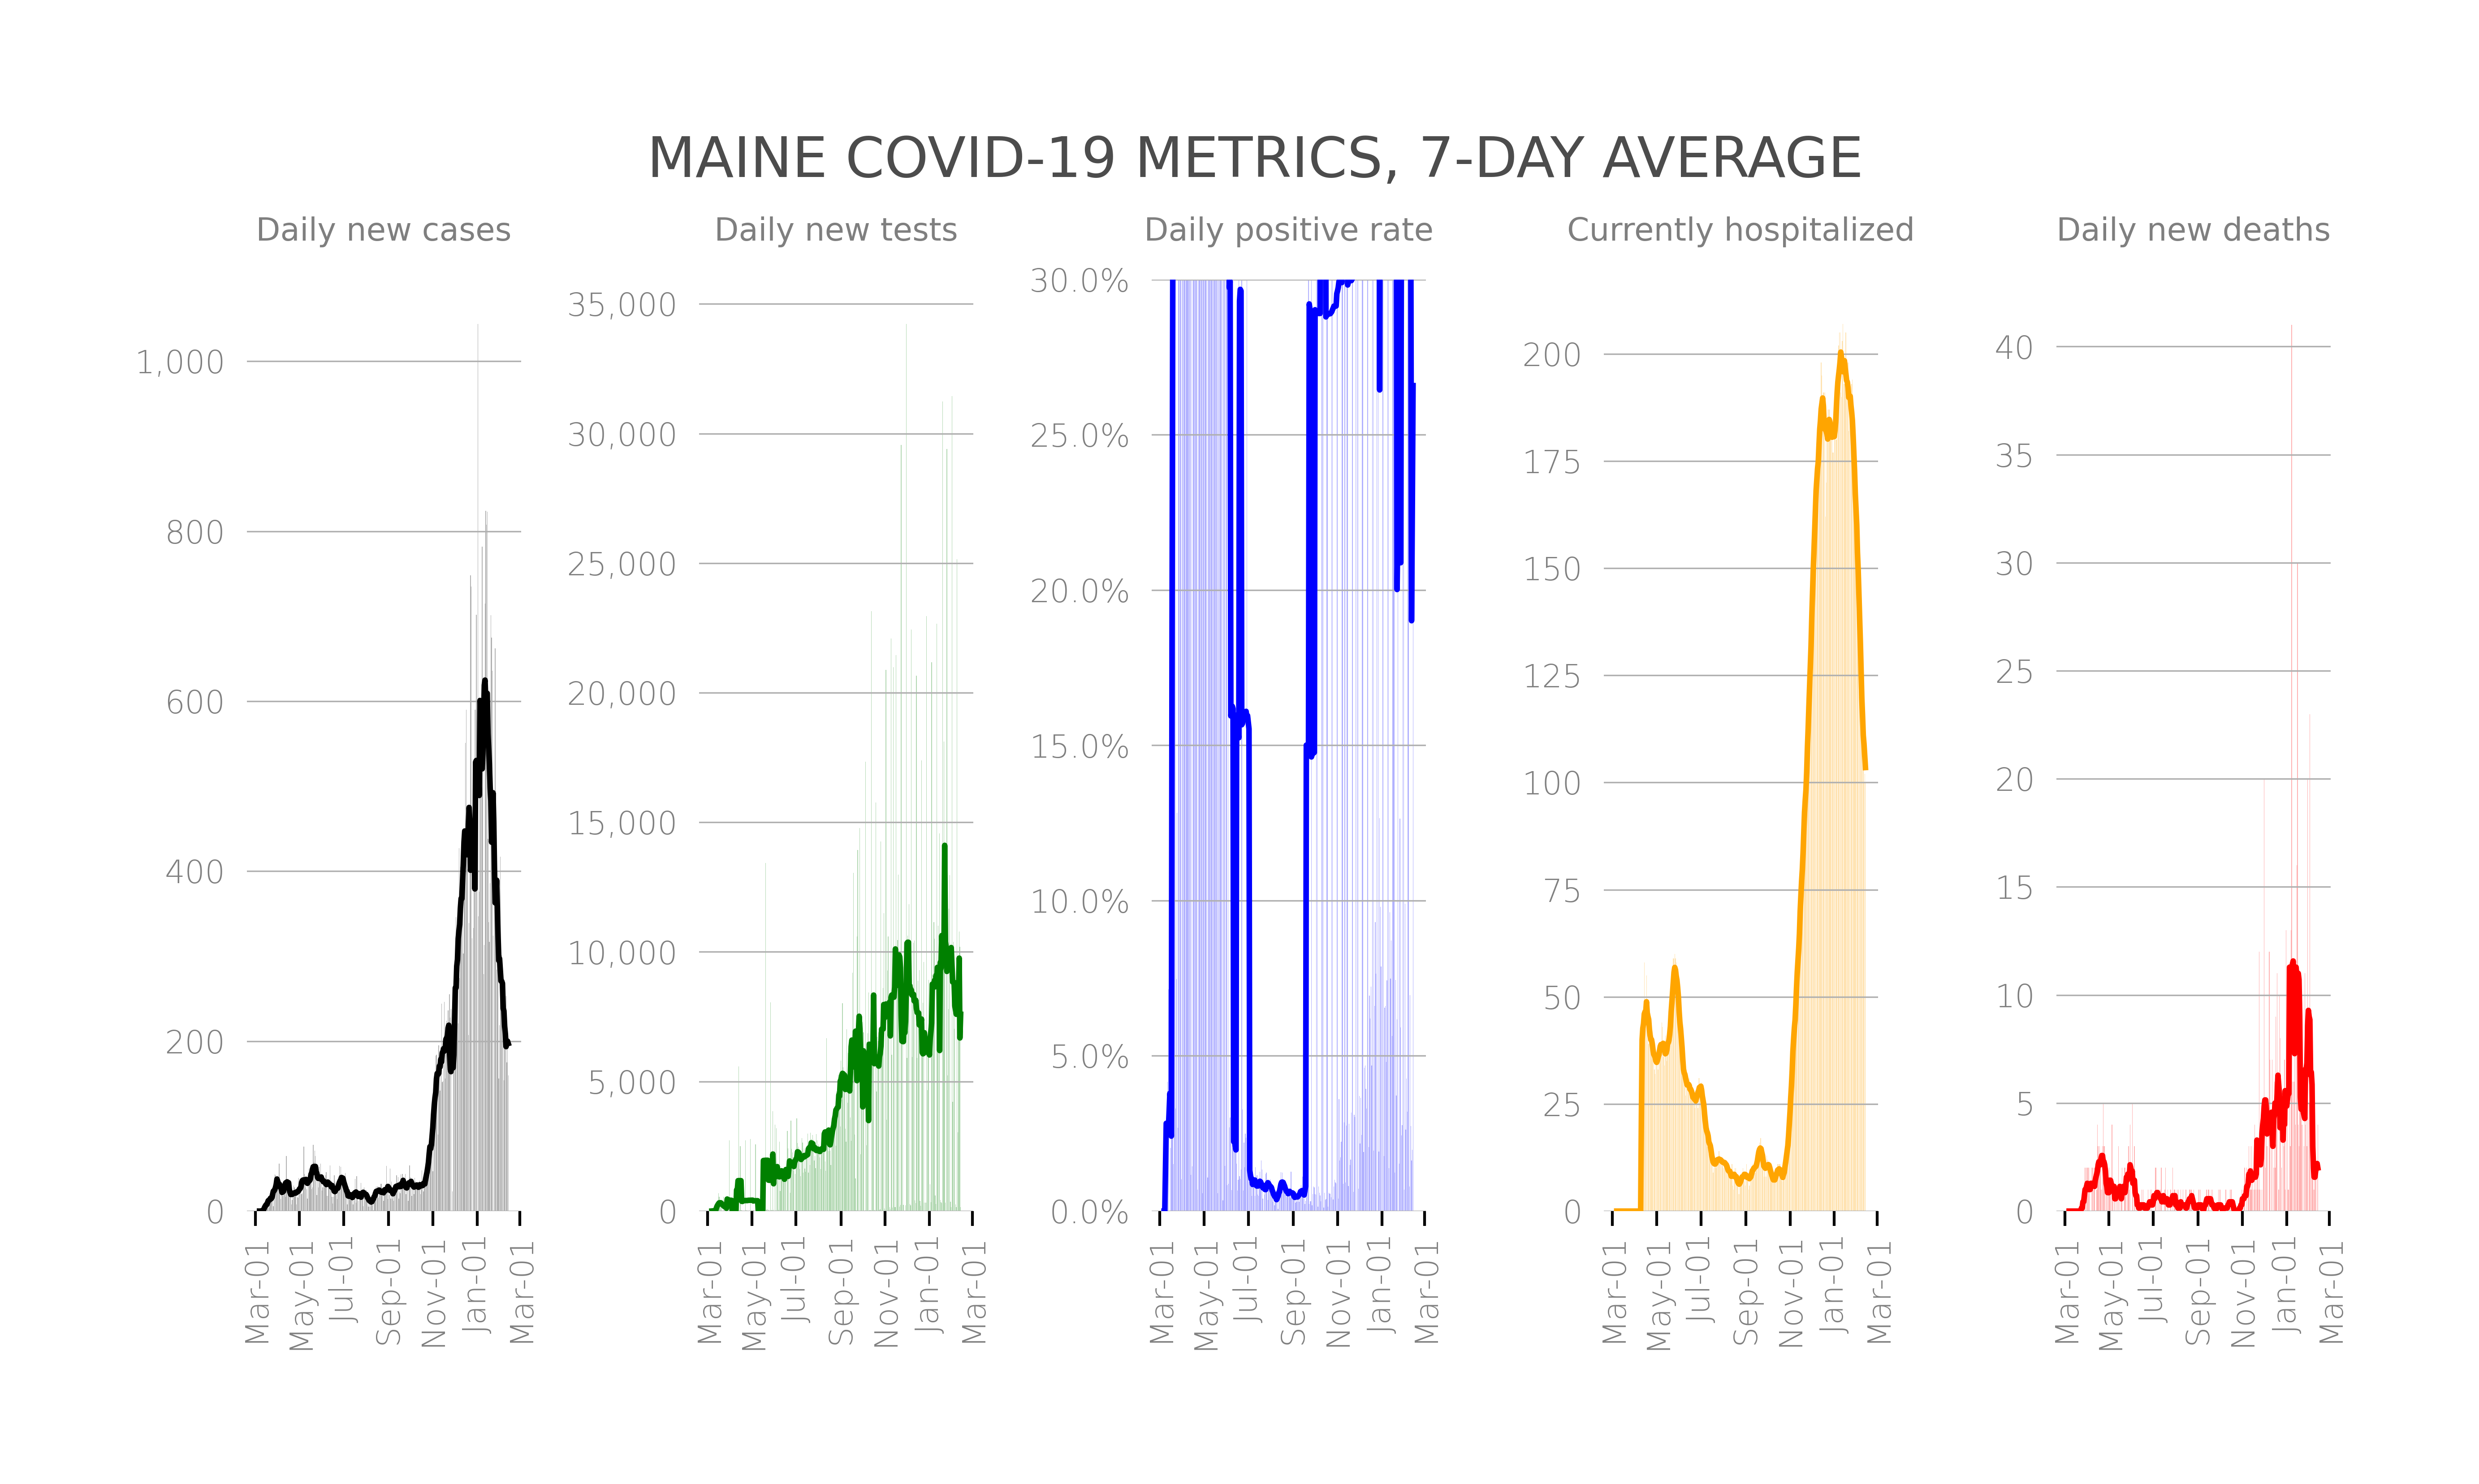 MAINE COVID-19 METRICS, 7-DAY AVERAGE
Daily new cases
1,000
800
600
400
200
0
Mar-01
May-01
Jul-01
Sep-01
Nov-01
Jan-01
Mar-01
Daily new tests
35,000
30,000
25,000
20,000
15,000
10,000
5,000
0
Mar-01
May-01
Jul-01
Sep-01
Nov-01
Jan-01
Mar-01
Daily positive rate
30.0%
25.0%
20.0%
15.0%
10.0%
5.0%
0.0%
Mar-01
May-01
Jul-01
Sep-01
Nov-01
Jan-01
Mar-01
Currently hospitalized
200
175
150
125
100
75
50
25
0
Mar-01
May-01
Jul-01
Sep-01
Nov-01
Jan-01
Mar-01
Daily new deaths
40
35
30
25
20
15
10
5
0
Mar-01
May-01
Jul-01
Sep-01
Nov-01
Jan-01
Mar-01